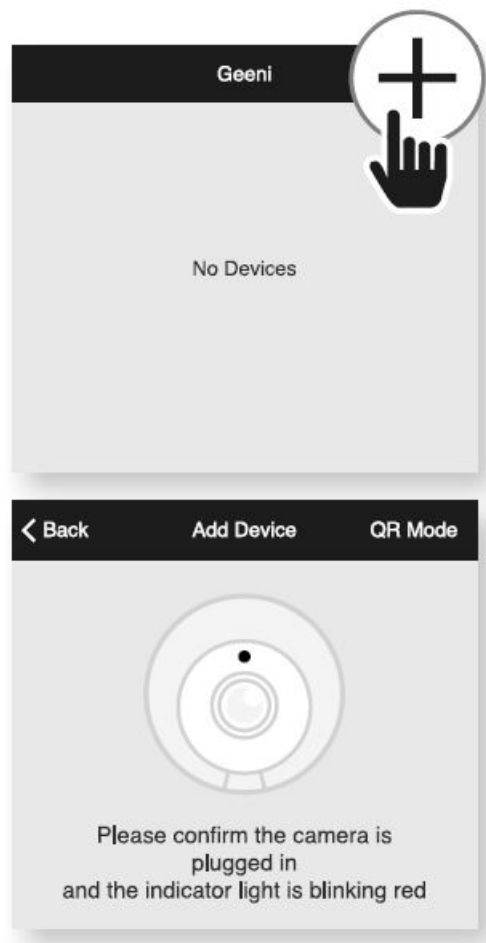 Geeni
No Devices
Back
Add Device
QR Mode
Please confirm the camera is
plugged in
and the indicator light is blinking red